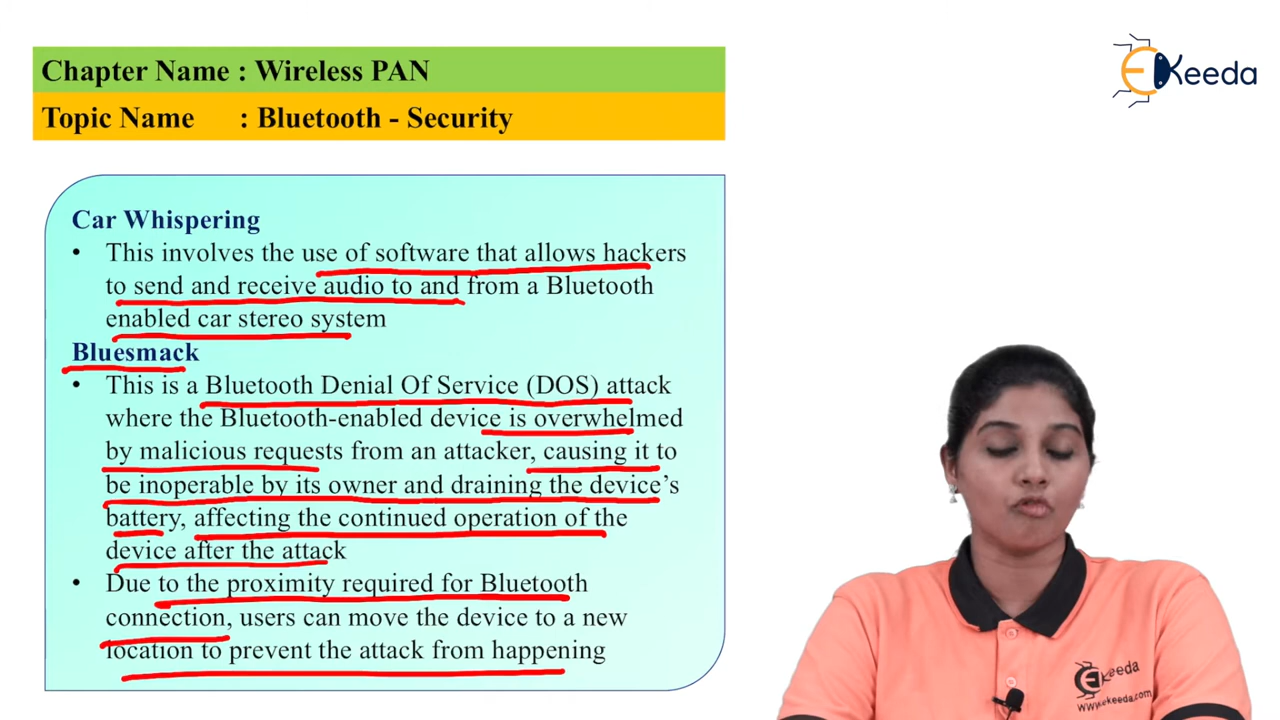 Chapter Name : Wireless PAN
Topic Name : Bluetooth - Security
EKeeda
Car Whispering
• This involves the use of software that allows hackers
to send and receive audio to and from a Bluetooth
enabled car stereo system
Bluesmack
• This is a Bluetooth Denial Of Service (DOS) attack
where the Bluetooth-enabled device is overwhelmed
by malicious requests from an attacker, causing it to
be inoperable by its owner and draining the device's
battery, affecting the continued operation of the
device after the attack
• Due to the proximity required for Bluetooth
connection, users can move the device to a new
location to prevent the attack from happening
eKeeda
www.ekeeda.com